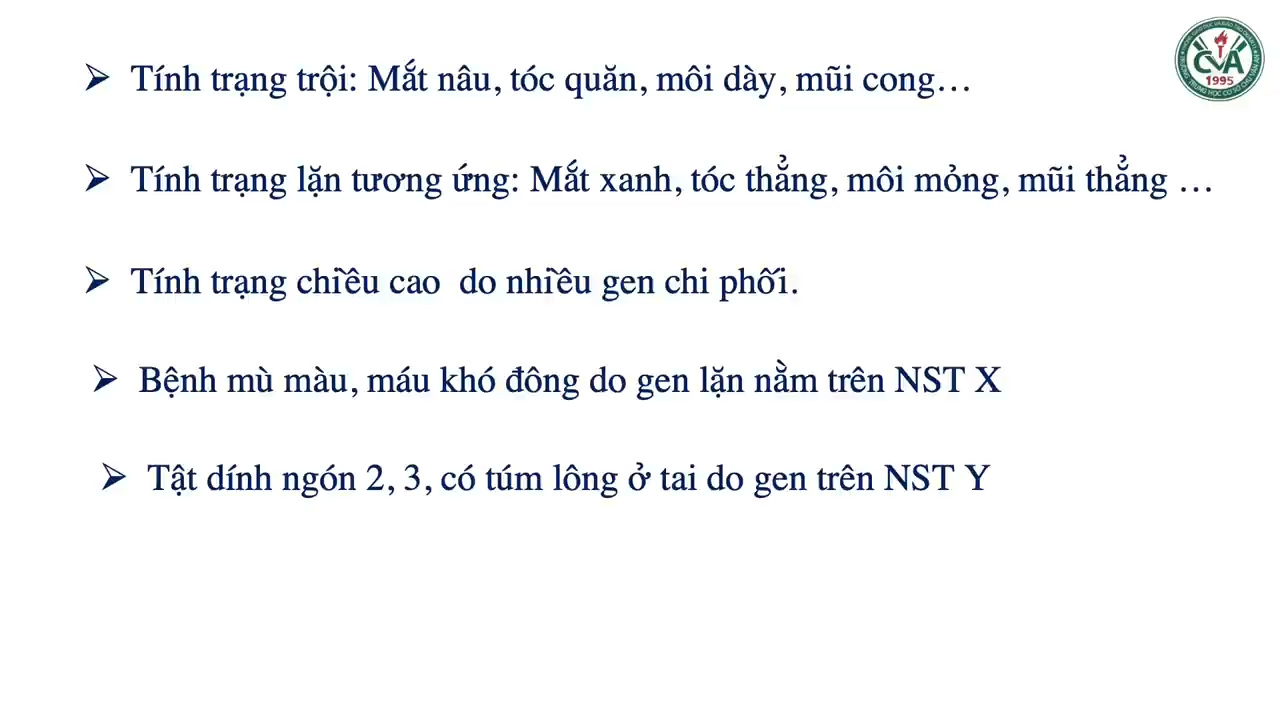 Tính trạng trội: Mắt nâu, tóc quăn, môi dày, mũi cong…
Tính trạng lặn tương ứng: Mắt xanh, tóc thẳng, môi mỏng, mũi thẳng …
Tính trạng chiều cao do nhiều gen chi phối.
Bệnh mù màu, máu khó đông do gen lặn nằm trên NST X
Tật dính ngón 2, 3, có túm lông ở tai do gen trên NST Y
CVA
1995